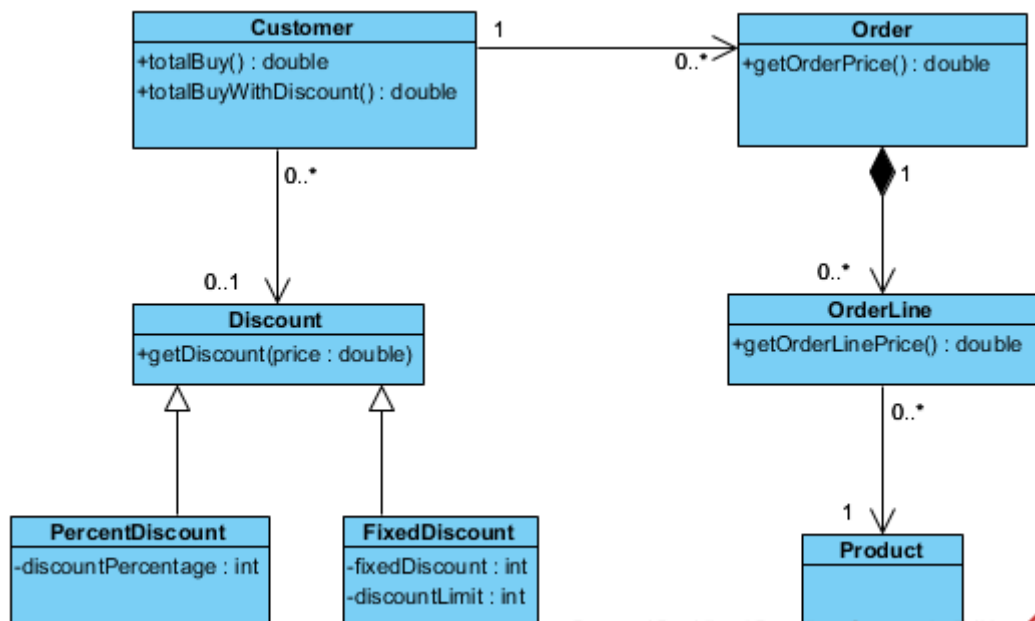 Customer
+totalBuy() : double
+totalBuyWithDiscount() : double
1
0..*
Order
+getOrderPrice() : double
0..*
0..1
1
0..*
Discount
+getDiscount(price : double)
OrderLine
+getOrderLinePrice() : double
0..*
1
PercentDiscount
-discountPercentage : int
FixedDiscount
-fixedDiscount : int
-discountLimit : int
Product